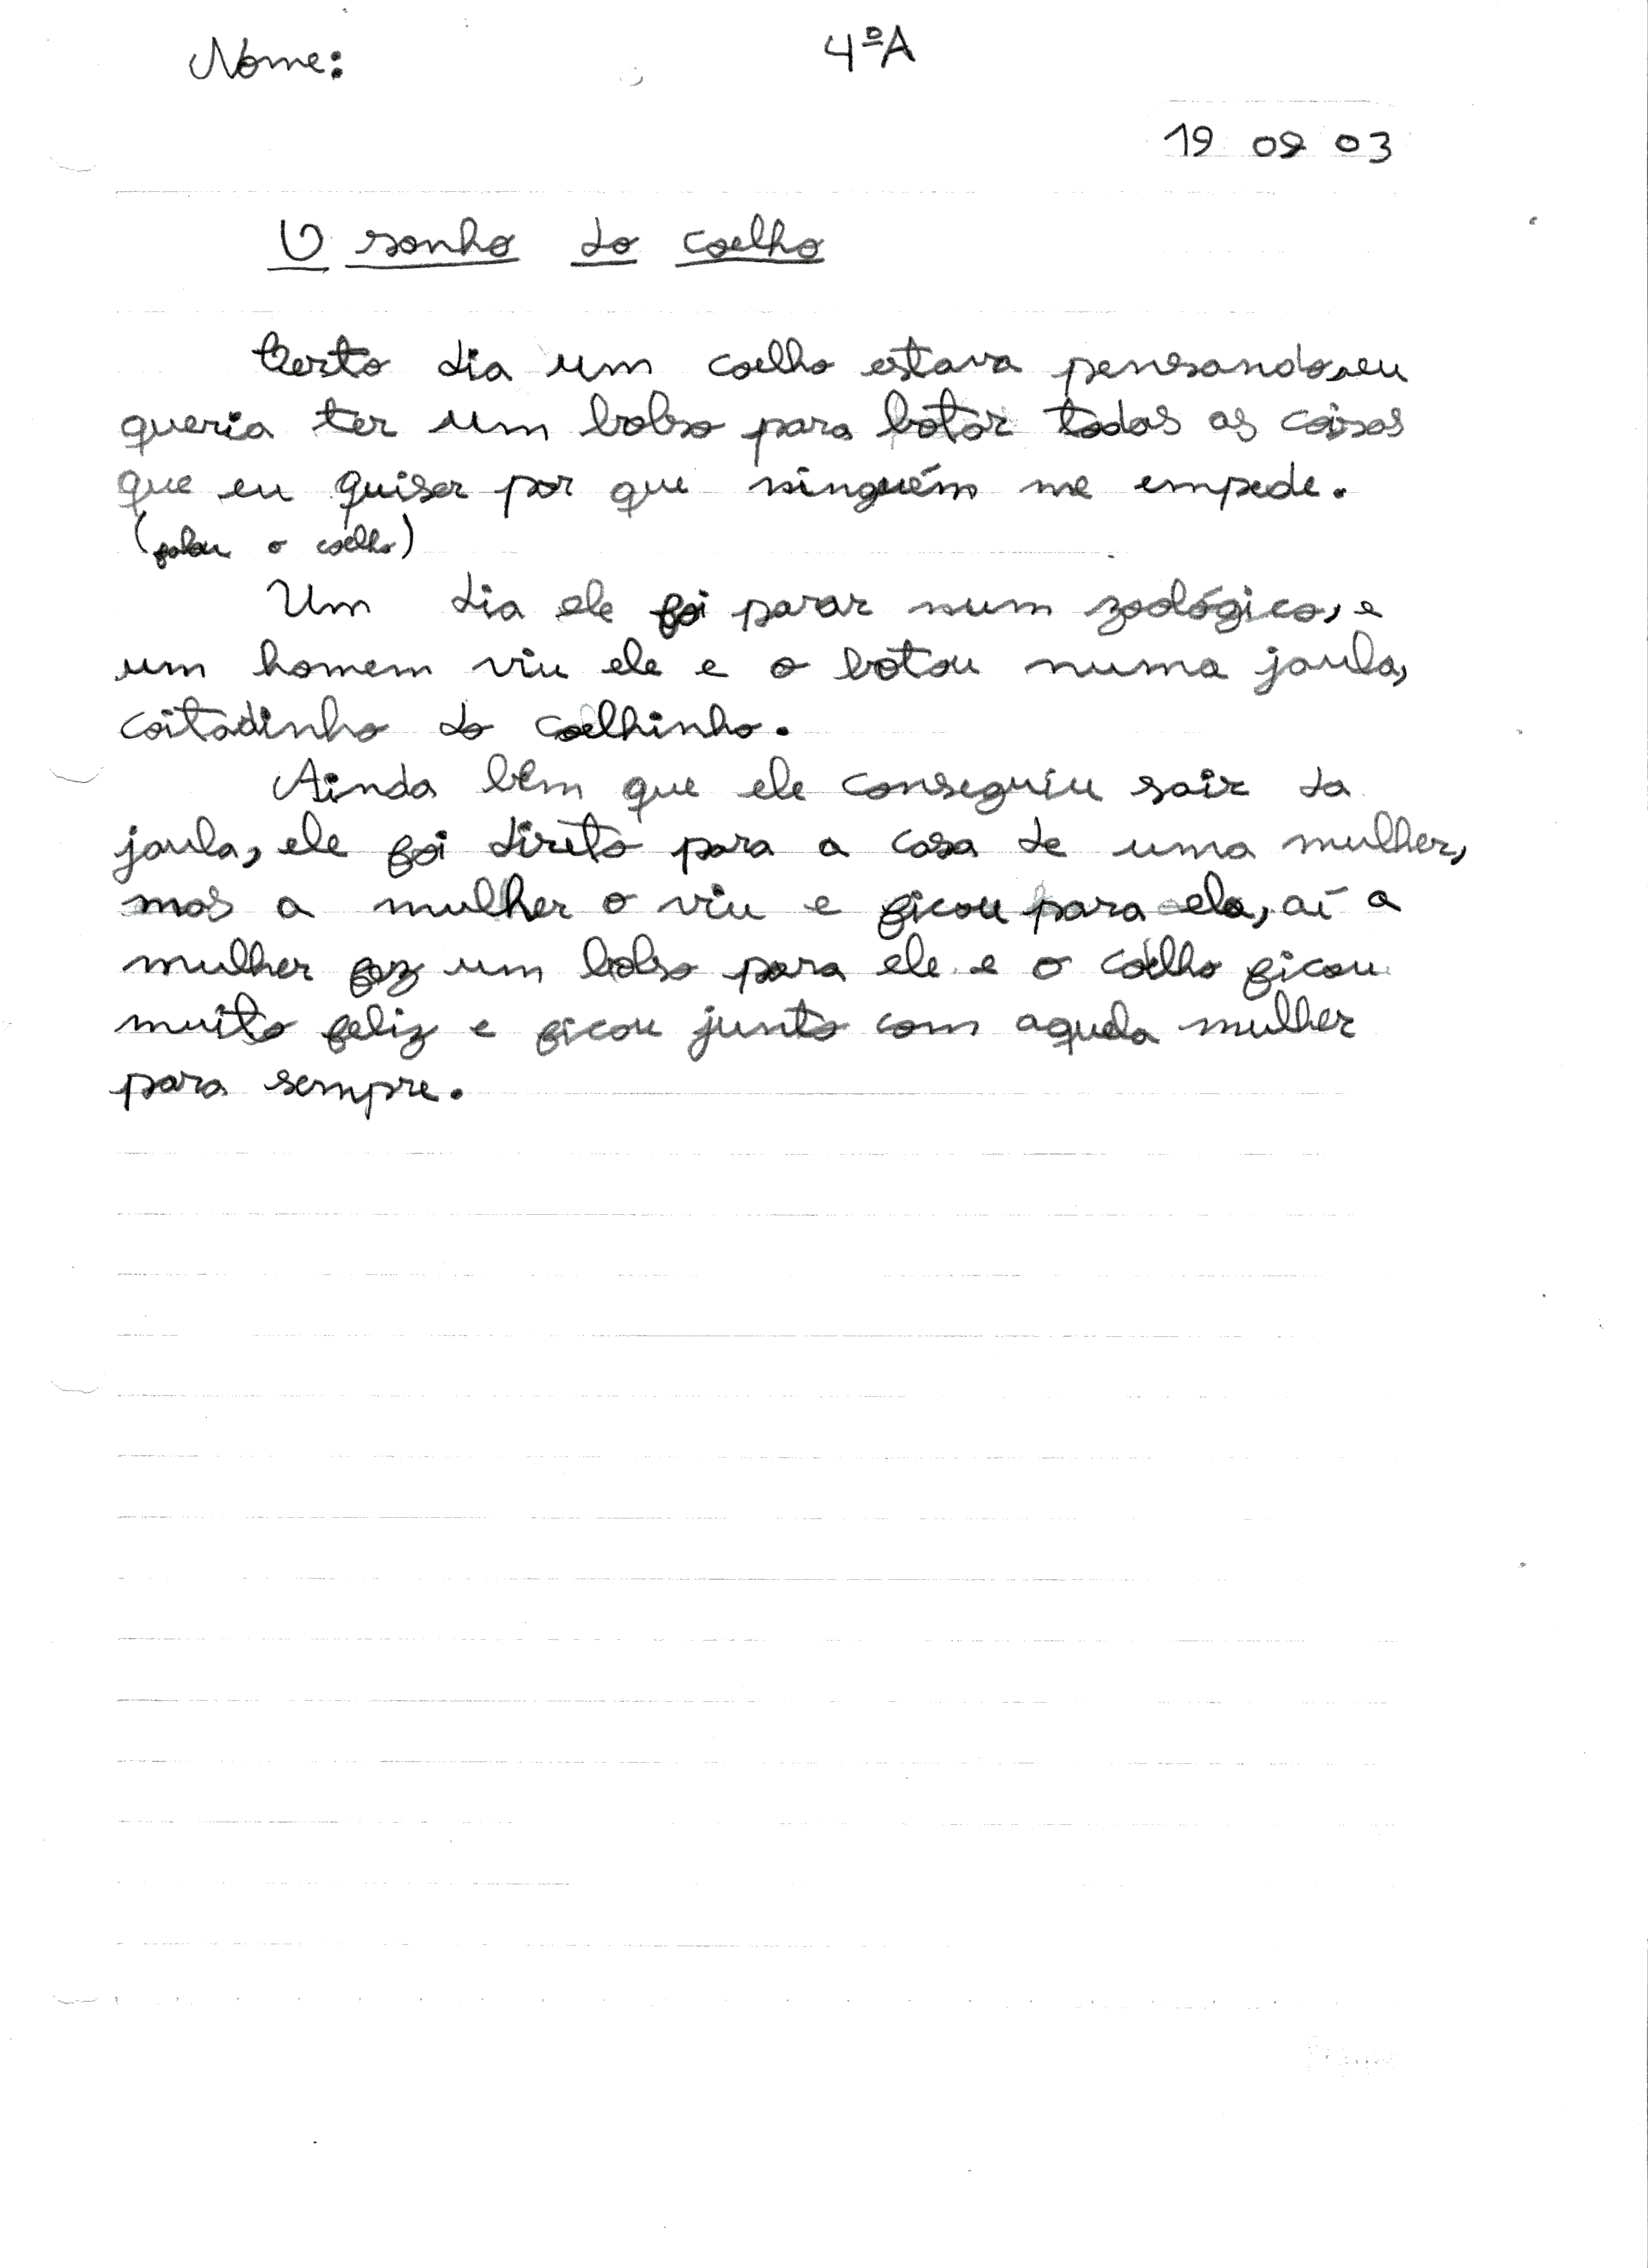 Nome: 4ºA
19 09 03
O sonho do coelho
Certo dia um coelho estava pensando, eu
queria ter um bolso para botar todas as coisas
que eu quiser por que ninguém me empede.
(falou o coelho)
Um dia ele foi parar num zoológico, e
um homem viu ele e o botou numa jaula,
coitadinho do coelhinho.
Ainda bem que ele conseguiu sair da
jaula, ele foi direto para a casa de uma mulher,
mas a mulher o viu e ficou para ela, aí a
mulher fez um bolso para ele e o coelho ficou
muito feliz e ficou junto com aquela mulher
para sempre.